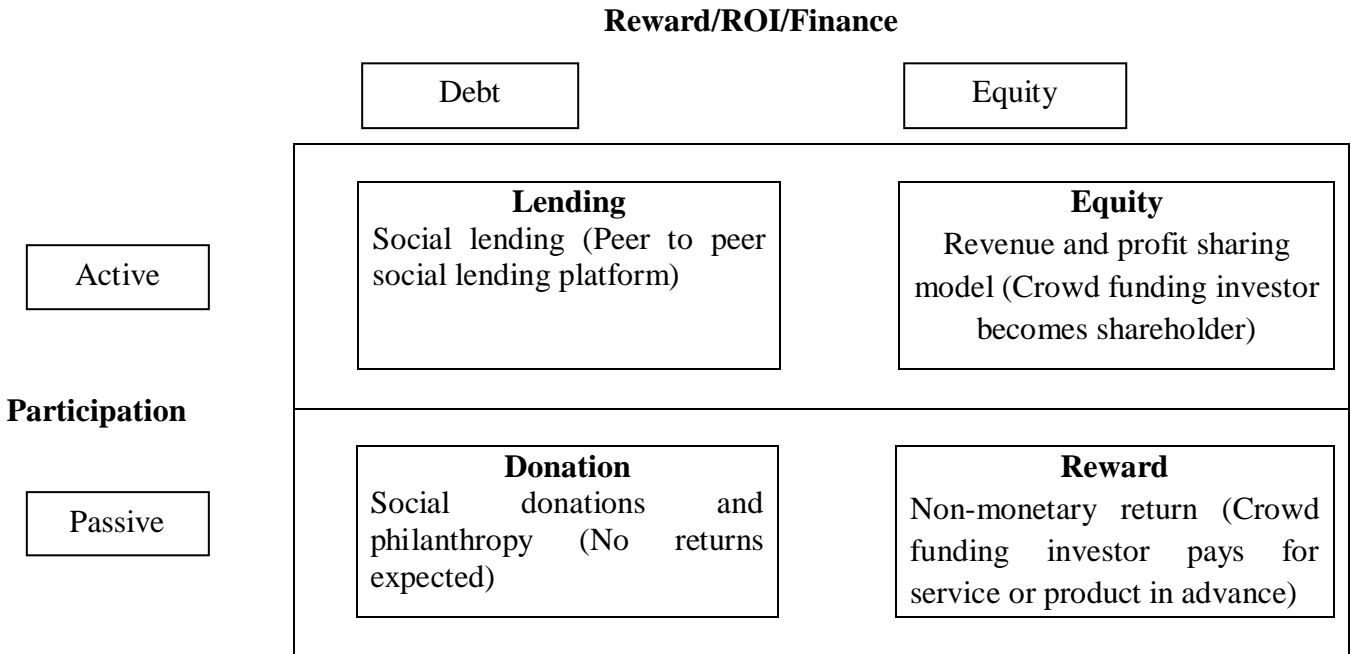 Reward/ROI/Finance
Debt
Equity
Lending
Social lending (Peer to peer
social lending platform)
Equity
Revenue and profit sharing
model (Crowd funding investor
becomes shareholder)
Active
Participation
Donation
Social donations and
philanthropy (No returns
expected)
Reward
Non-monetary return (Crowd
funding investor pays for
service or product in advance)
Passive